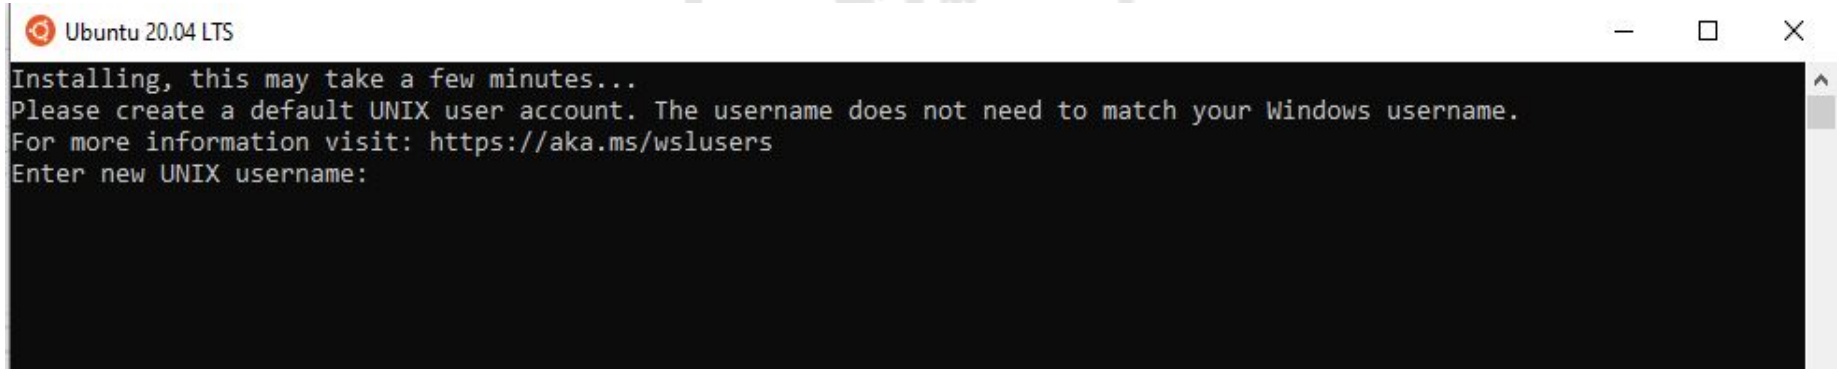 Ubuntu 20.04 LTS
Installing, this may take a few minutes...
Please create a default UNIX user account. The username does not need to match your Windows username.
For more information visit: https://aka.ms/wslusers
Enter new UNIX username: